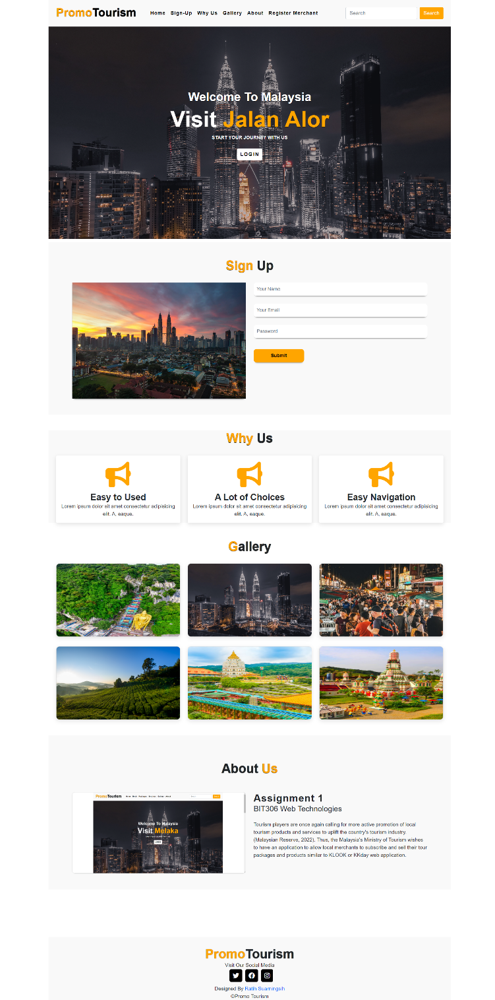 PromoTourism
Home Sign-Up Why Us Gallery About Register Merchant
Search Search
Welcome To Malaysia
Visit Jalan Alor
START YOUR JOURNEY WITH US
LOGIN
Sign Up
Your Name
Your Email
Password
Submit
Why Us
Easy to Used
Lorem ipsum dolor sit amet consectetur adipisicing
elit. A, eaque.
A Lot of Choices
Lorem ipsum dolor sit amet consectetur adipisicing
elit. A, eaque.
Easy Navigation
Lorem ipsum dolor sit amet consectetur adipisicing
elit. A, eaque.
Gallery
About Us
PromoTourism
Welcome To Malaysia
Visit Melaka
LOGIN
Assignment 1
BIT306 Web Technologies
Tourism players are once again calling for more active promotion of local
tourism products and services to uplift the country's tourism industry.
(Malaysian Reserve, 2022). Thus, the Malaysia's Ministry of Tourism wishes
to have an application to allow local merchants to subscribe and sell their tour
packages and products similar to KLOOK or KKday web application.
PromoTourism
Visit Our Social Media
Designed By Ratih Suarningsih
©Promo Tourism